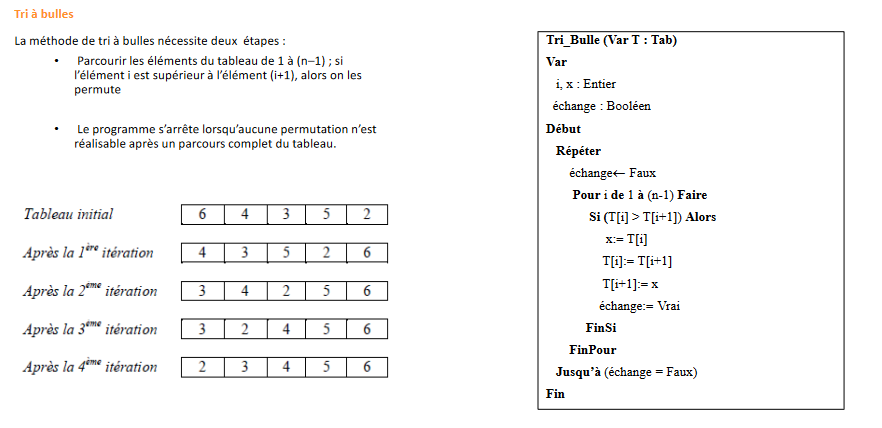 Tri à bulles
La méthode de tri à bulles nécessite deux étapes :
• Parcourir les éléments du tableau de 1 à (n–1) ; si
l'élément i est supérieur à l'élément (i+1), alors on les
permute
• Le programme s'arrête lorsqu'aucune permutation n'est
réalisable après un parcours complet du tableau.
Tableau initial 6 4 3 5 2
Après la 1ère itération 4 3 5 2 6
Après la 2ème itération 3 4 2 5 6
Après la 3ème itération 3 2 4 5 6
Après la 4ème itération 2 3 4 5 6
Tri_Bulle (Var T : Tab)
Var
i, x : Entier
échange : Booléen
Début
Répéter
échange← Faux
Pour i de 1 à (n-1) Faire
Si (T[i] > T[i+1]) Alors
x:= T[i]
T[i]:= T[i+1]
T[i+1]:= x
échange:= Vrai
FinSi
FinPour
Jusqu'à (échange = Faux)
Fin